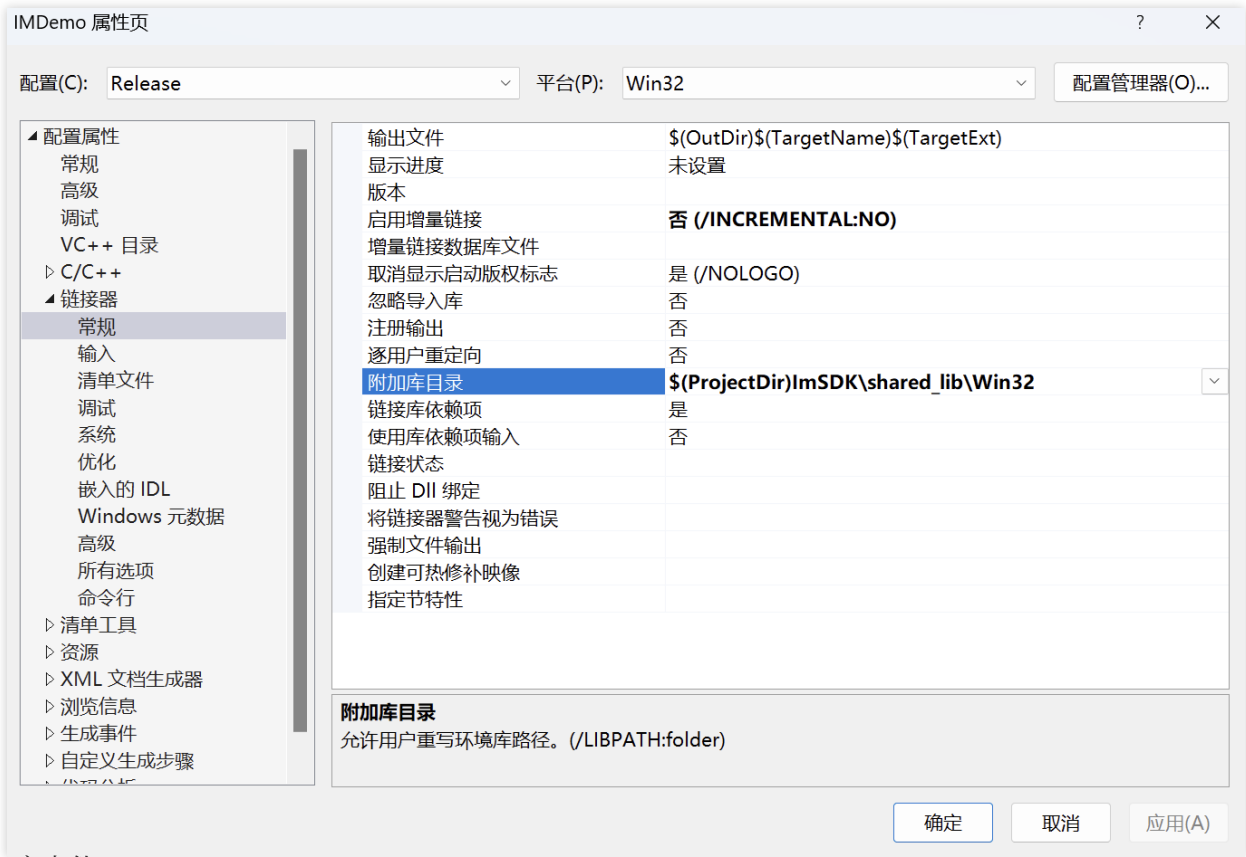 IMDemo 属性页
配置(C): Release 平台(P): Win32 配置管理器(O)...
配置属性
常规
高级
调试
VC++ 目录
C/C++
链接器
常规
输入
清单文件
调试
系统
优化
嵌入的 IDL
Windows 元数据
高级
所有选项
命令行
清单工具
资源
XML 文档生成器
浏览信息
生成事件
自定义生成步骤
输出文件 $(OutDir)$(TargetName)$(TargetExt)
显示进度 未设置
版本
启用增量链接 否 (/INCREMENTAL:NO)
增量链接数据库文件
取消显示启动版权标志 是 (/NOLOGO)
忽略导入库 否
注册输出 否
逐用户重定向 否
附加库目录 $(ProjectDir)ImSDK\shared_lib\Win32
链接库依赖项 是
使用库依赖项输入 否
链接状态
阻止 Dll 绑定
将链接器警告视为错误
强制文件输出
创建可热修补映像
指定节特性
附加库目录
允许用户重写环境库路径。(/LIBPATH:folder)
确定 取消 应用(A)